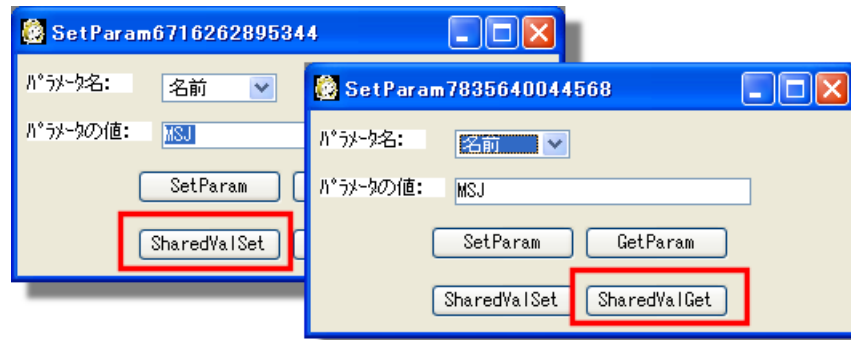 SetParam6716262895344
ﾊﾟﾗﾒｰﾀ名: 名前
ﾊﾟﾗﾒｰﾀの値: MSJ
SetParam
SharedValSet
SetParam7835640044568
ﾊﾟﾗﾒｰﾀ名: 名前
ﾊﾟﾗﾒｰﾀの値: MSJ
SetParam GetParam
SharedValSet SharedValGet